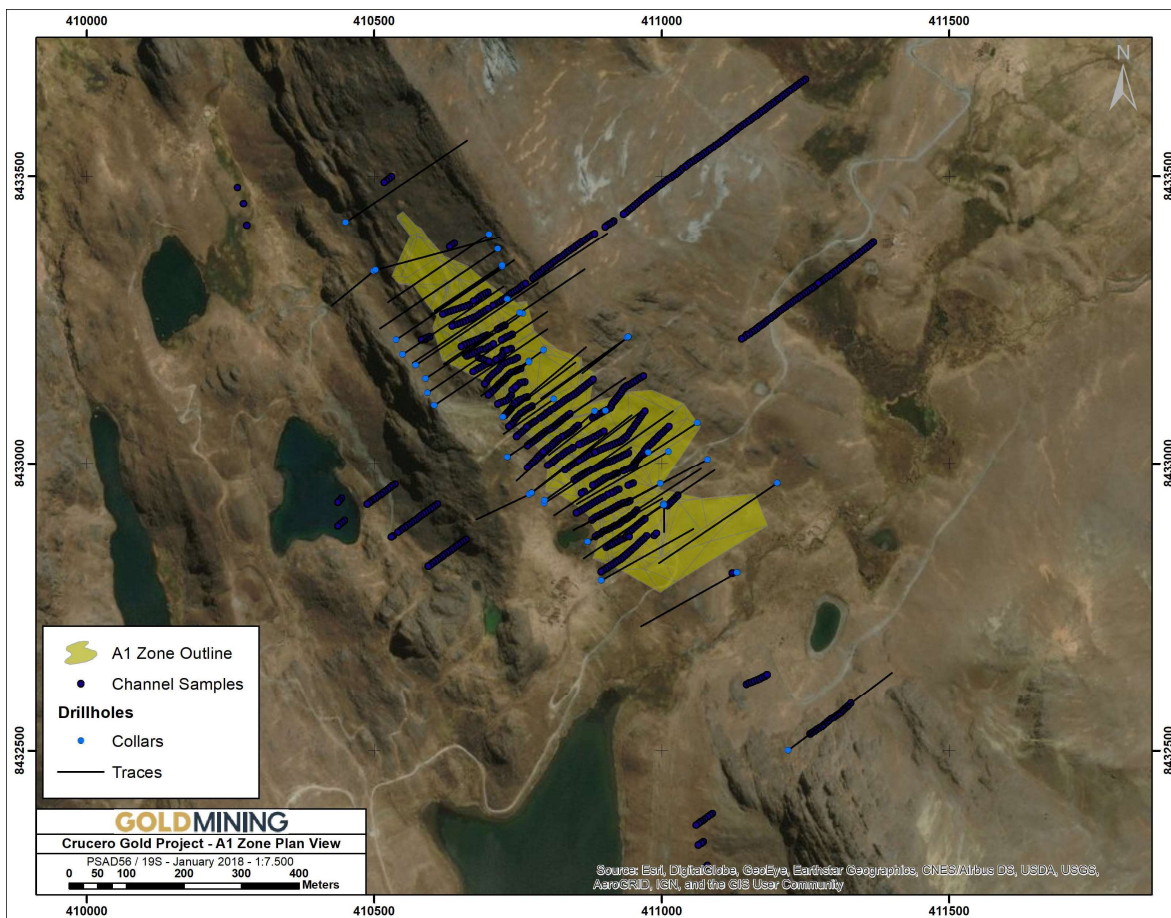 410000 410500 411000 411500
N
8433500 8433500
8433000 8433000
8432500 8432500
A1 Zone Outline
Channel Samples
Drillholes
Collars
Traces
GOLDMINING
Crucero Gold Project - A1 Zone Plan View
PSAD56 / 19S - January 2018 - 1:7.500
0 50 100 200 300 400
Meters
Source: Esri, DigitalGlobe, GeoEye, Earthstar Geographics, CNES/Airbus DS, USDA, USGS,
AeroGRID, IGN, and the GIS User Community
410000 410500 411000 411500